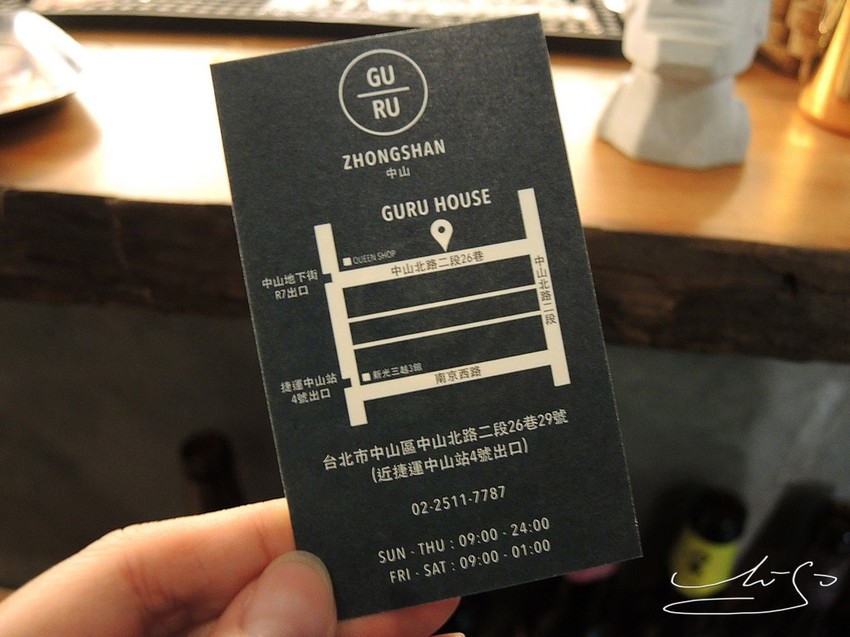 GU
RU
ZHONGSHAN
中山
GURU HOUSE
QUEEN SHOP
中山北路二段26巷
中山地下街
R7出口
中山北路二段
新光三越3館
捷運中山站
4號出口
南京西路
台北市中山區中山北路二段26巷29號
(近捷運中山站4號出口)
02-2511-7787
SUN - THU : 09:00 - 24:00
FRI - SAT : 09:00 - 01:00